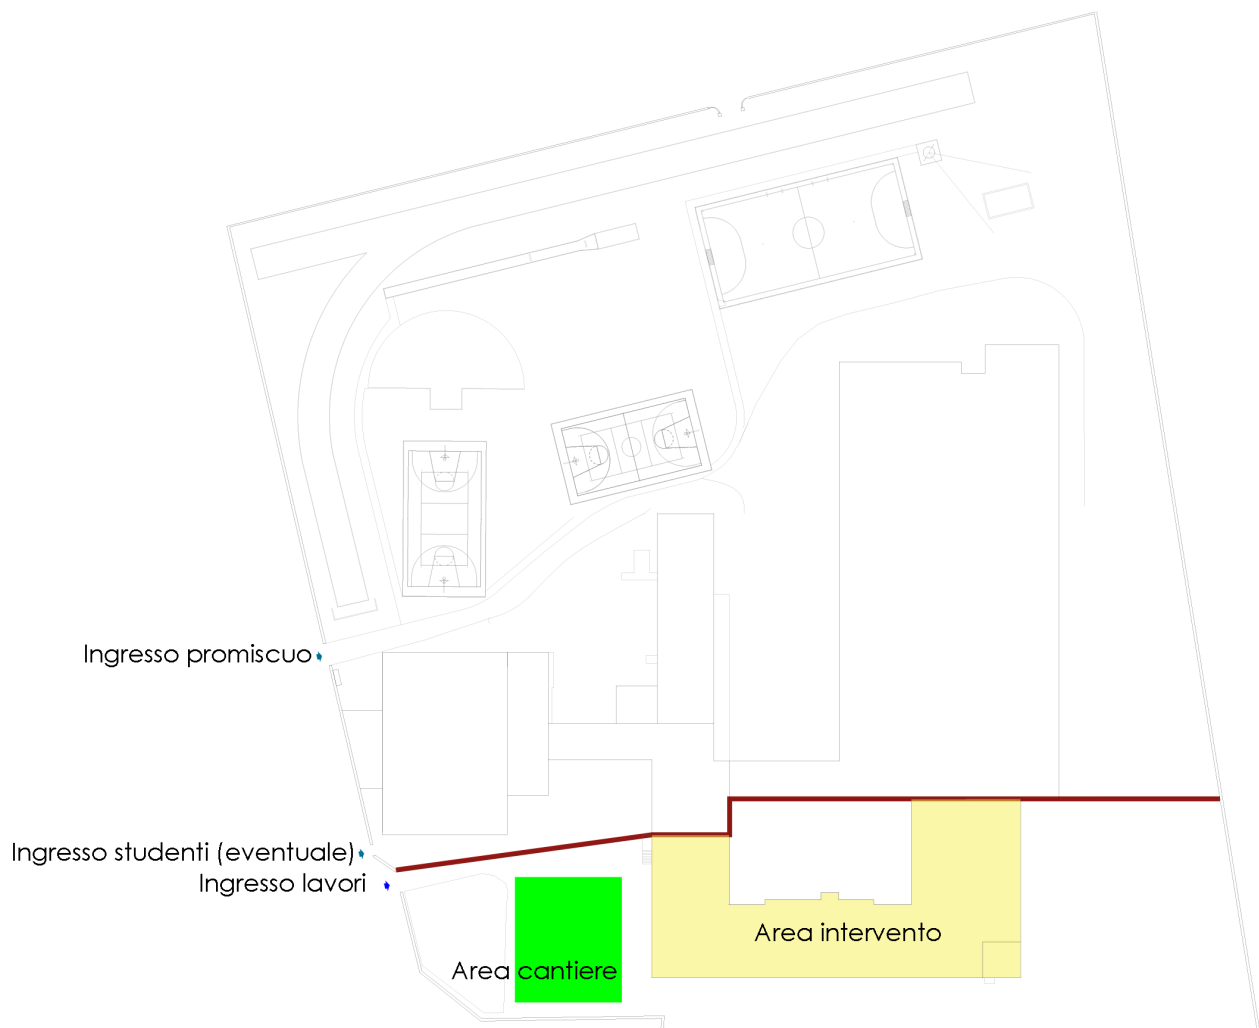 Ingresso promiscuo
Ingresso studenti (eventuale)
Ingresso lavori
Area intervento
Area cantiere